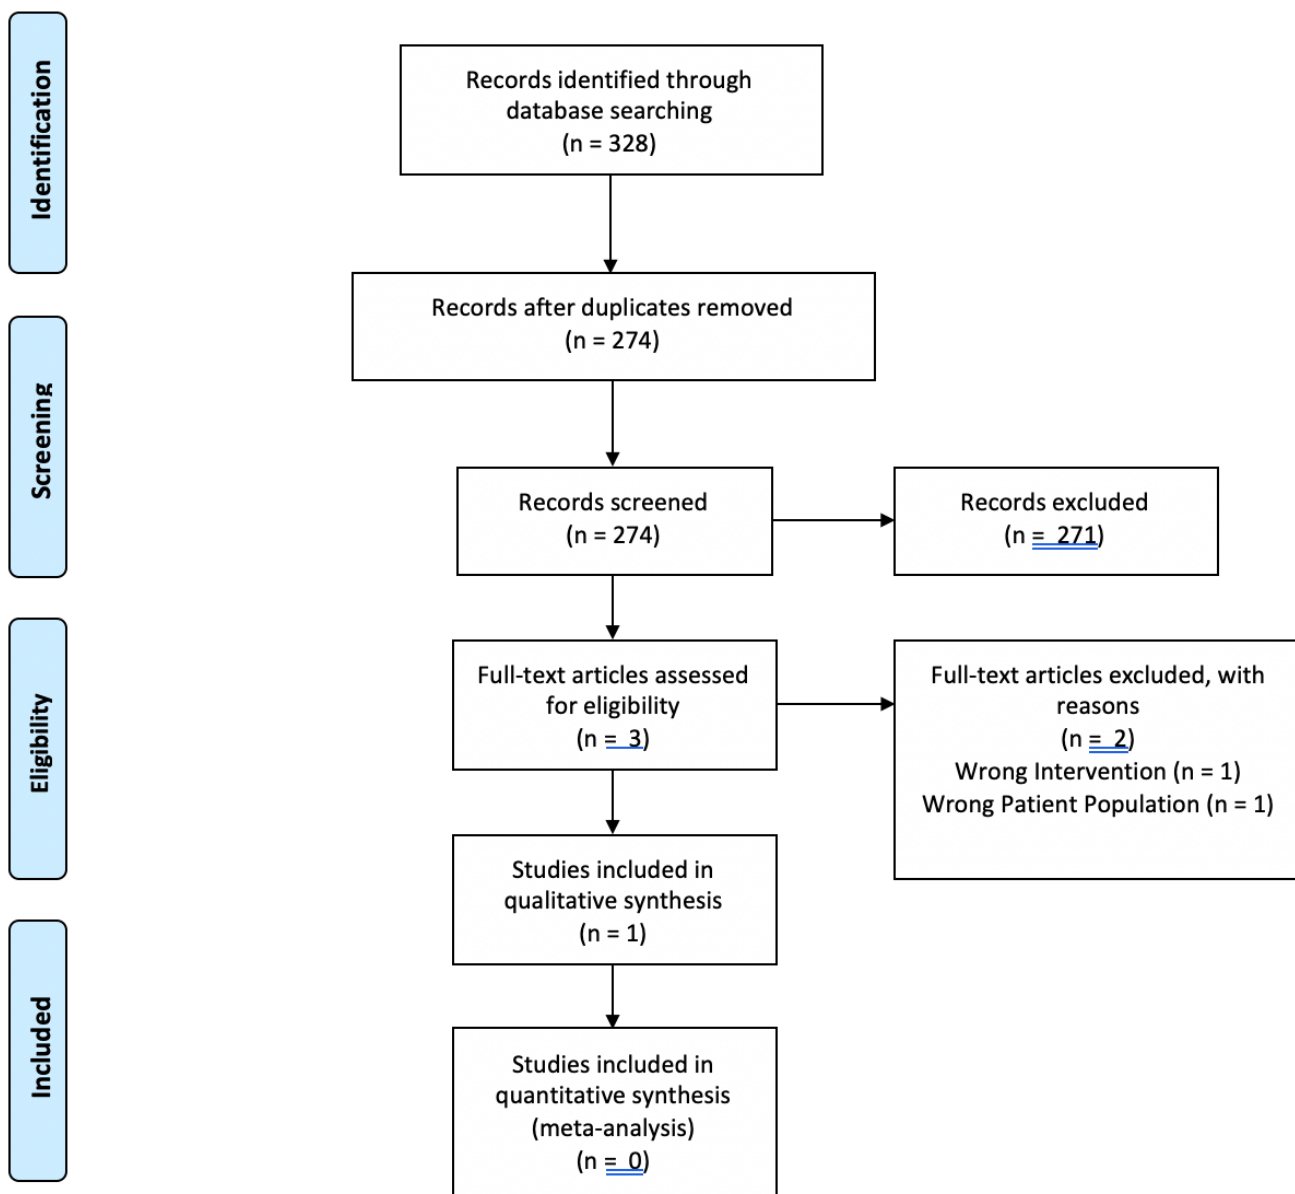 Identification
Records identified through
database searching
(n = 328)
Records after duplicates removed
(n = 274)
Screening
Records screened
(n = 274)
Records excluded
(n =  271)
Eligibility
Full-text articles assessed
for eligibility
(n =  3)
Full-text articles excluded, with
reasons
(n =  2)
Wrong Intervention (n = 1)
Wrong Patient Population (n = 1)
Studies included in
qualitative synthesis
(n = 1)
Included
Studies included in
quantitative synthesis
(meta-analysis)
(n =  0)